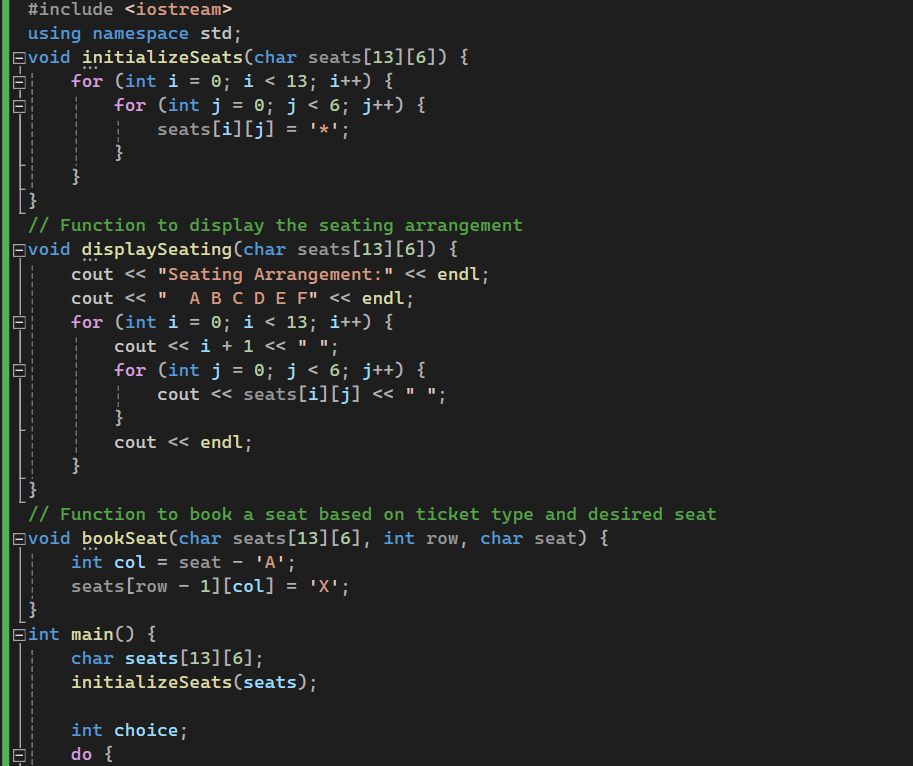 #include <iostream>
using namespace std;
void initializeSeats(char seats[13][6]) {
    for (int i = 0; i < 13; i++) {
        for (int j = 0; j < 6; j++) {
            seats[i][j] = '*';
        }
    }
}
// Function to display the seating arrangement
void displaySeating(char seats[13][6]) {
    cout << "Seating Arrangement:" << endl;
    cout << "  A B C D E F" << endl;
    for (int i = 0; i < 13; i++) {
        cout << i + 1 << " ";
        for (int j = 0; j < 6; j++) {
            cout << seats[i][j] << " ";
        }
        cout << endl;
    }
}
// Function to book a seat based on ticket type and desired seat
void bookSeat(char seats[13][6], int row, char seat) {
    int col = seat - 'A';
    seats[row - 1][col] = 'X';
}
int main() {
    char seats[13][6];
    initializeSeats(seats);

    int choice;
    do {